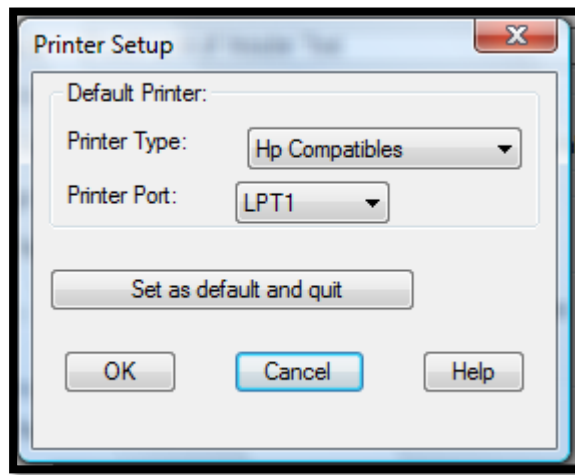 Printer Setup
Default Printer:
Printer Type: Hp Compatibles
Printer Port: LPT1
Set as default and quit
OK Cancel Help